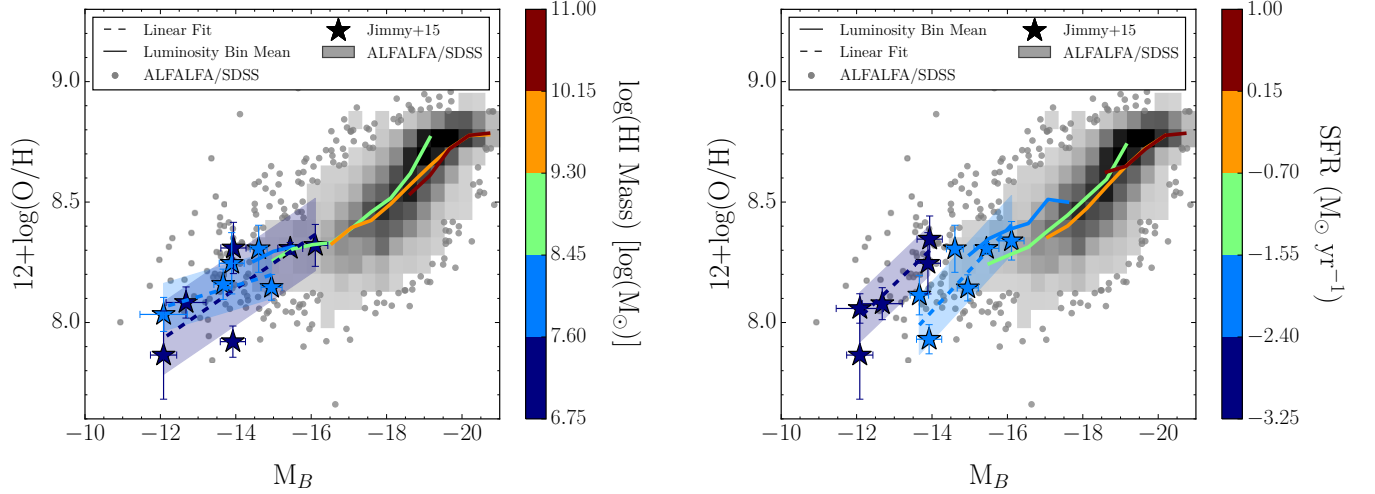 Linear Fit
Luminosity Bin Mean
ALFALFA/SDSS
Jimmy+15
ALFALFA/SDSS
9.0
8.5
8.0
12+log(O/H)
−10
−12
−14
−16
−18
−20
M_B
11.00
10.15
9.30
8.45
7.60
6.75
log(HI Mass) [log(M⊙)]
Luminosity Bin Mean
Linear Fit
ALFALFA/SDSS
Jimmy+15
ALFALFA/SDSS
9.0
8.5
8.0
12+log(O/H)
−10
−12
−14
−16
−18
−20
M_B
1.00
0.15
−0.70
−1.55
−2.40
−3.25
SFR (M⊙ yr⁻¹)